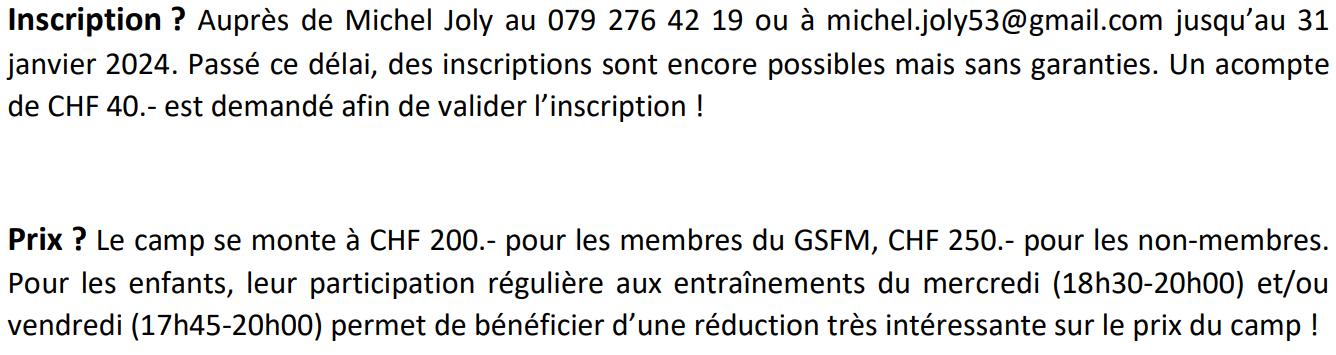 Inscription ? Auprès de Michel Joly au 079 276 42 19 ou à michel.joly53@gmail.com jusqu’au 31
janvier 2024. Passé ce délai, des inscriptions sont encore possibles mais sans garanties. Un acompte
de CHF 40.- est demandé afin de valider l’inscription !
Prix ? Le camp se monte à CHF 200.- pour les membres du GSFM, CHF 250.- pour les non-membres.
Pour les enfants, leur participation régulière aux entraînements du mercredi (18h30-20h00) et/ou
vendredi (17h45-20h00) permet de bénéficier d’une réduction très intéressante sur le prix du camp !